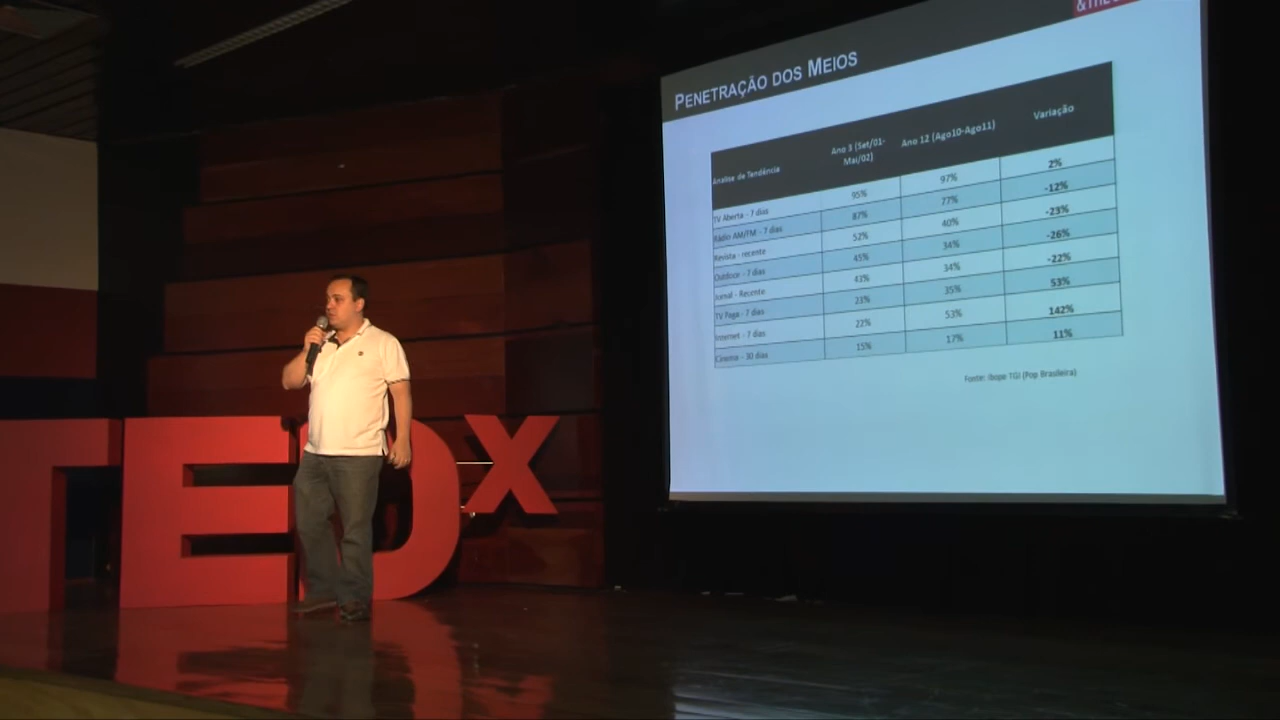 & THE
PENETRAÇÃO DOS MEIOS
Analise de Tendência Ano 3 (Set/01-Mai/02) Ano 12 (Ago10-Ago11) Variação
TV Aberta - 7 dias 95% 97% 2%
Rádio AM/FM - 7 dias 87% 77% -12%
Revista - recente 52% 40% -23%
Outdoor - 7 dias 45% 34% -26%
Jornal - Recente 43% 34% -22%
TV Paga - 7 dias 23% 35% 53%
Internet - 7 dias 22% 53% 142%
Cinema - 30 dias 15% 17% 11%
Fonte: Ibope TGI (Pop Brasileira)
TEDx